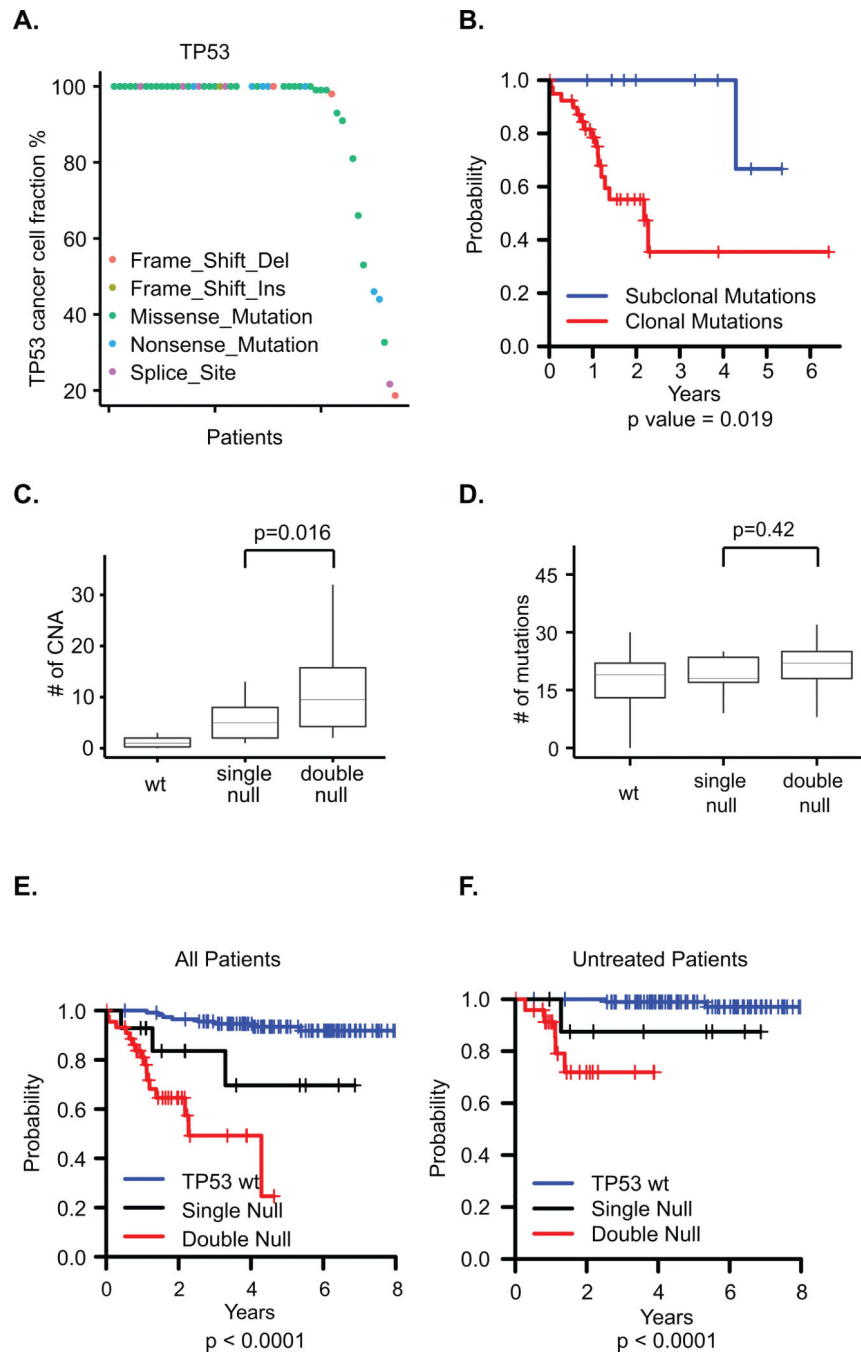 A.
TP53
TP53 cancer cell fraction %
100
80
60
40
20
Frame_Shift_Del
Frame_Shift_Ins
Missense_Mutation
Nonsense_Mutation
Splice_Site
Patients
B.
Probability
1.0
0.8
0.6
0.4
0.2
0.0
Subclonal Mutations
Clonal Mutations
0 1 2 3 4 5 6
Years
p value = 0.019
C.
p=0.016
# of CNA
30
20
10
0
wt
single
null
double
null
D.
p=0.42
# of mutations
45
30
15
0
wt
single
null
double
null
E.
All Patients
Probability
1.0
0.8
0.6
0.4
0.2
0.0
TP53 wt
Single Null
Double Null
0 2 4 6 8
Years
p < 0.0001
F.
Untreated Patients
Probability
1.0
0.8
0.6
0.4
0.2
0.0
TP53 wt
Single Null
Double Null
0 2 4 6 8
Years
p < 0.0001